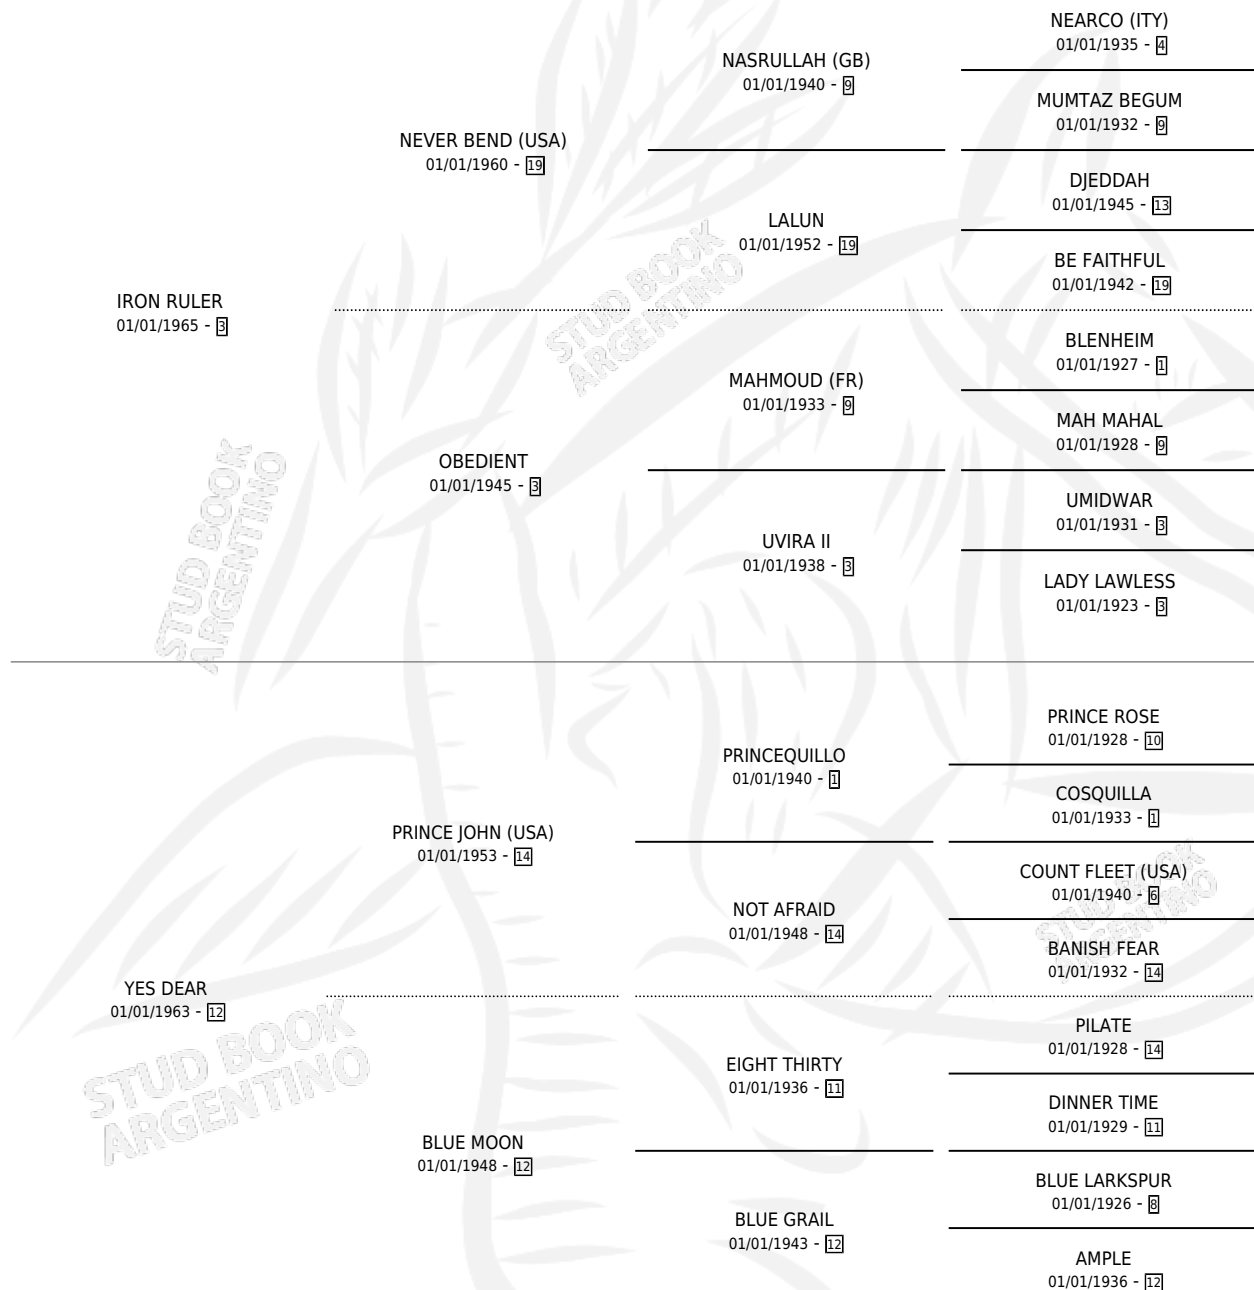 NEARCO (ITY)
01/01/1935 - 4
NASRULLAH (GB)
01/01/1940 - 9
MUMTAZ BEGUM
01/01/1932 - 9
NEVER BEND (USA)
01/01/1960 - 19
DJEDDAH
01/01/1945 - 13
LALUN
01/01/1952 - 19
BE FAITHFUL
01/01/1942 - 19
IRON RULER
01/01/1965 - 3
BLENHEIM
01/01/1927 - 1
MAHMOUD (FR)
01/01/1933 - 9
MAH MAHAL
01/01/1928 - 9
OBEDIENT
01/01/1945 - 3
UMIDWAR
01/01/1931 - 3
UVIRA II
01/01/1938 - 3
LADY LAWLESS
01/01/1923 - 3
PRINCE ROSE
01/01/1928 - 10
PRINCEQUILLO
01/01/1940 - 1
COSQUILLA
01/01/1933 - 1
PRINCE JOHN (USA)
01/01/1953 - 14
COUNT FLEET (USA)
01/01/1940 - 6
NOT AFRAID
01/01/1948 - 14
BANISH FEAR
01/01/1932 - 14
YES DEAR
01/01/1963 - 12
PILATE
01/01/1928 - 14
EIGHT THIRTY
01/01/1936 - 11
DINNER TIME
01/01/1929 - 11
BLUE MOON
01/01/1948 - 12
BLUE LARKSPUR
01/01/1926 - 8
BLUE GRAIL
01/01/1943 - 12
AMPLE
01/01/1936 - 12
STUD BOOK
ARGENTINO
STUD BOOK
ARGENTINO
STUD BOOK
ARGENTINO
STUD BOOK
ARGENTINO